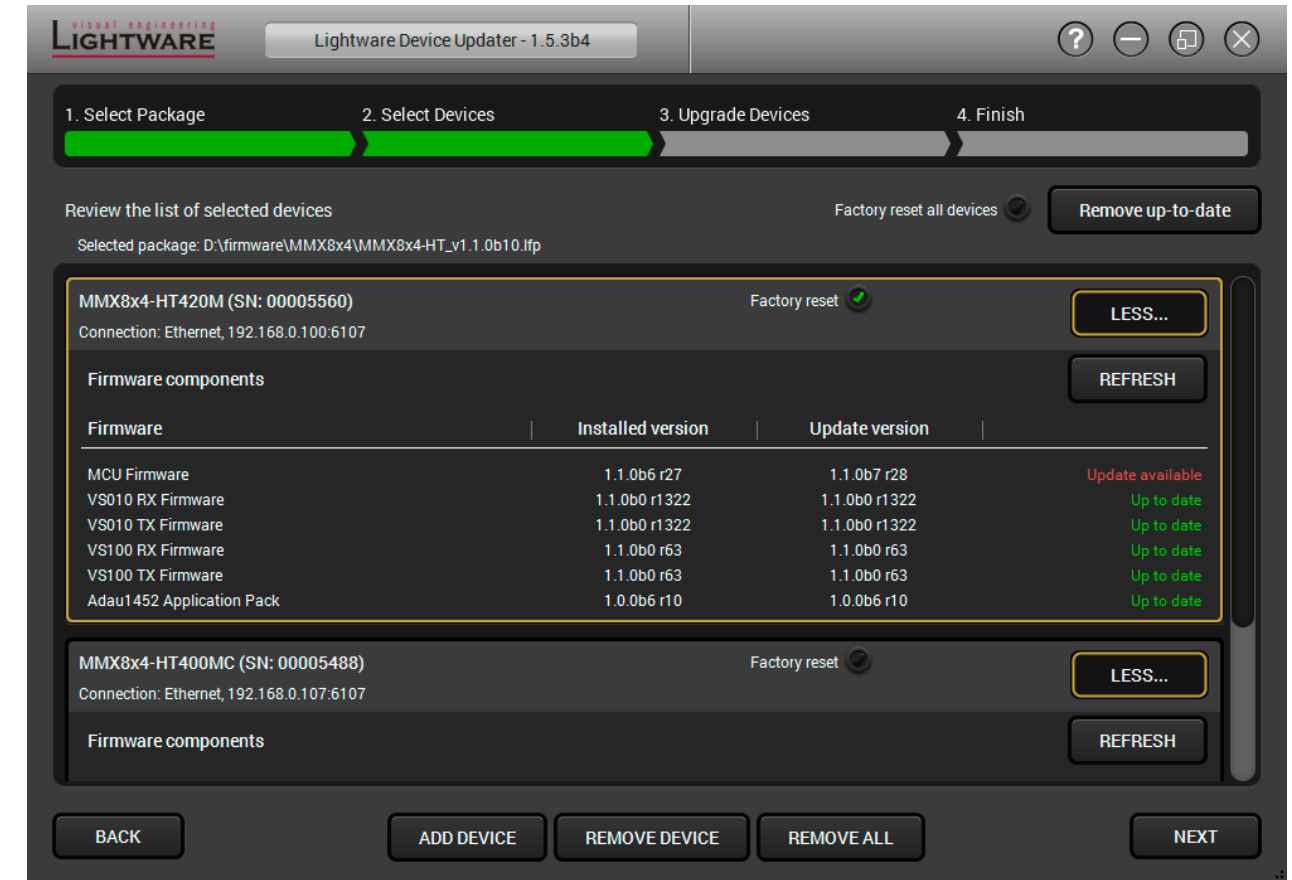 visual engineering
LIGHTWARE
Lightware Device Updater - 1.5.3b4
?
1. Select Package 2. Select Devices 3. Upgrade Devices 4. Finish
Review the list of selected devices
Factory reset all devices
Remove up-to-date
Selected package: D:\firmware\MMX8x4\MMX8x4-HT_v1.1.0b10.lfp
MMX8x4-HT420M (SN: 00005560)
Factory reset
LESS...
Connection: Ethernet, 192.168.0.100:6107
Firmware components
REFRESH
Firmware Installed version Update version
MCU Firmware 1.1.0b6 r27 1.1.0b7 r28 Update available
VS010 RX Firmware 1.1.0b0 r1322 1.1.0b0 r1322 Up to date
VS010 TX Firmware 1.1.0b0 r1322 1.1.0b0 r1322 Up to date
VS100 RX Firmware 1.1.0b0 r63 1.1.0b0 r63 Up to date
VS100 TX Firmware 1.1.0b0 r63 1.1.0b0 r63 Up to date
Adau1452 Application Pack 1.0.0b6 r10 1.0.0b6 r10 Up to date
MMX8x4-HT400MC (SN: 00005488)
Factory reset
LESS...
Connection: Ethernet, 192.168.0.107:6107
Firmware components
REFRESH
BACK ADD DEVICE REMOVE DEVICE REMOVE ALL NEXT